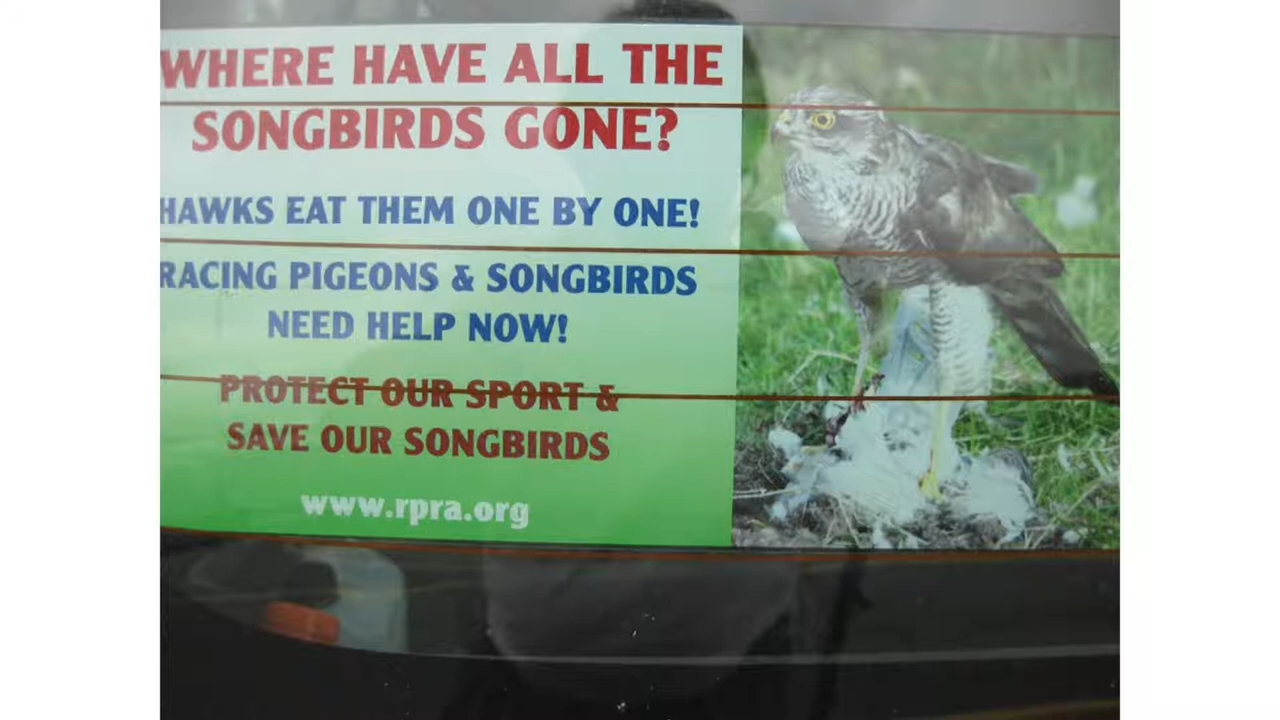 WHERE HAVE ALL THE
SONGBIRDS GONE?
HAWKS EAT THEM ONE BY ONE!
RACING PIGEONS & SONGBIRDS
NEED HELP NOW!
PROTECT OUR SPORT &
SAVE OUR SONGBIRDS
www.rpra.org